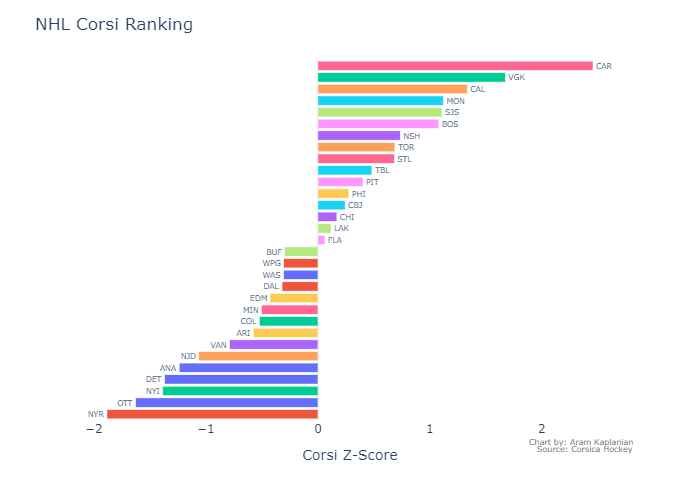 NHL Corsi Ranking
CAR
VGK
CAL
MON
SJS
BOS
NSH
TOR
STL
TBL
PIT
PHI
CBJ
CHI
LAK
FLA
BUF
WPG
WAS
DAL
EDM
MIN
COL
ARI
VAN
NJD
ANA
DET
NYI
OTT
NYR
−2 −1 0 1 2
Corsi Z-Score
Chart by: Aram Kaplanian
Source: Corsica Hockey